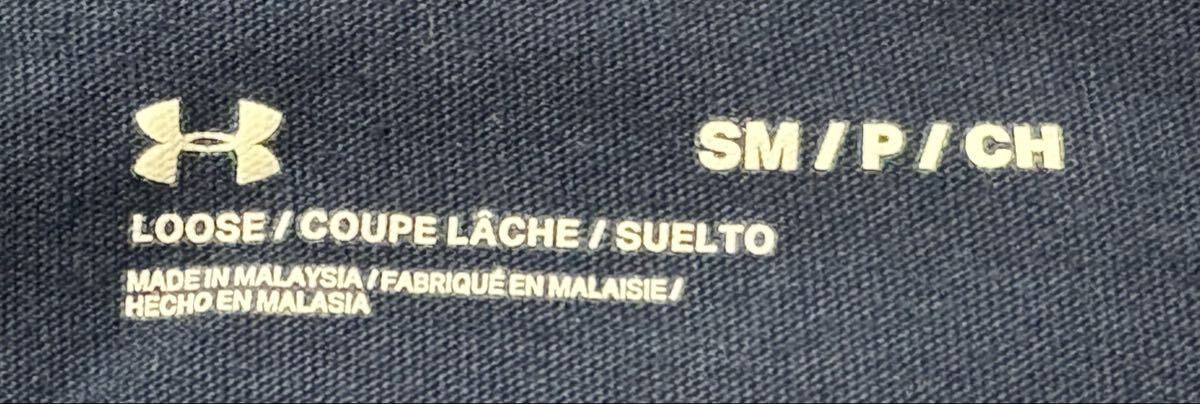 SM / P / CH
LOOSE / COUPE LÂCHE / SUELTO
MADE IN MALAYSIA / FABRIQUÉ EN MALAISIE /
HECHO EN MALASIA